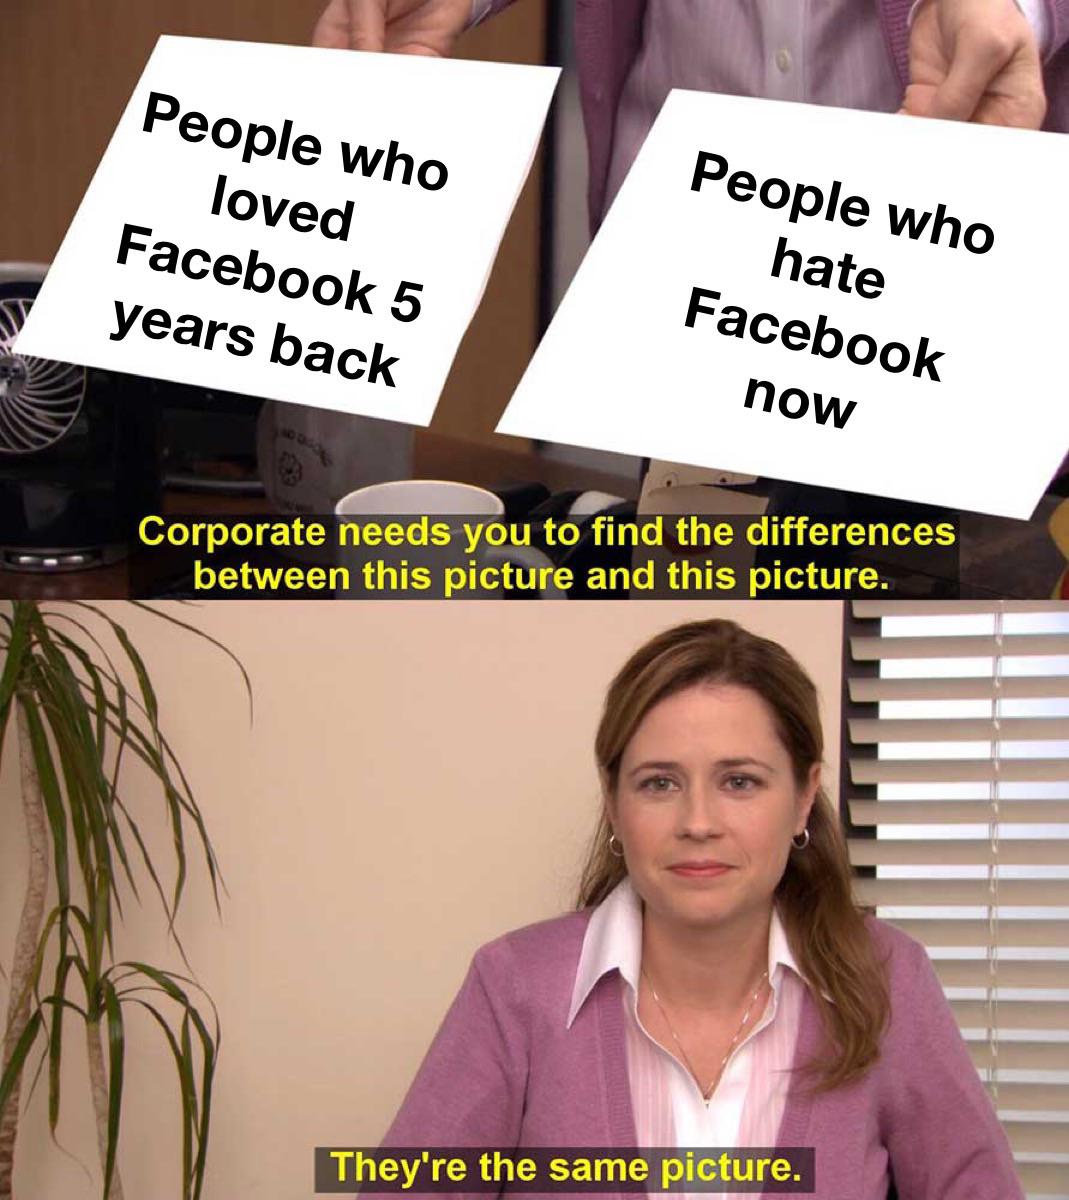 People who
loved
Facebook 5
years back
People who
hate
Facebook
now
Corporate needs you to find the differences
between this picture and this picture.
They're the same picture.